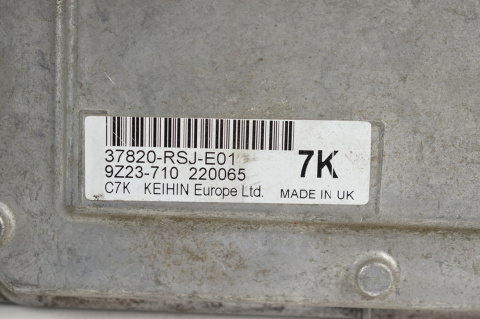 37820-RSJ-E01
9Z23-710 220065
7K
C7K KEIHIN Europe Ltd. MADE IN UK